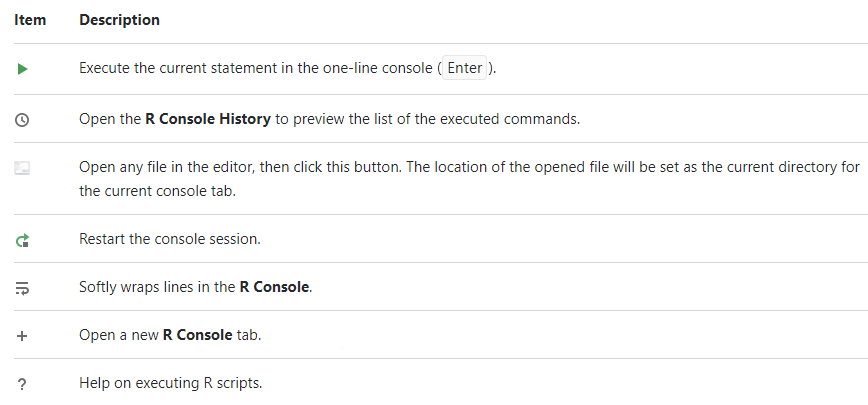 Item Description
Execute the current statement in the one-line console ( Enter ).
Open the R Console History to preview the list of the executed commands.
Open any file in the editor, then click this button. The location of the opened file will be set as the current directory for
the current console tab.
Restart the console session.
Softly wraps lines in the R Console.
+ Open a new R Console tab.
? Help on executing R scripts.